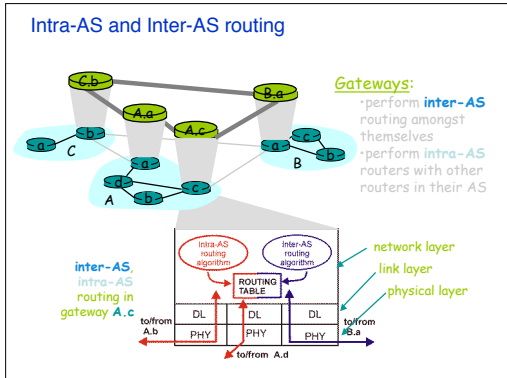 Intra-AS and Inter-AS routing
C.b
B.a
A.a
A.c
Gateways:
•perform inter-AS
routing amongst
themselves
•perform intra-AS
routers with other
routers in their AS
a
b
C
a
c
b
B
a
d
A
b
c
inter-AS,
intra-AS
routing in
gateway A.c
Intra-AS
routing
algorithm
Inter-AS
routing
algorithm
ROUTING
TABLE
DL
DL
DL
PHY
PHY
PHY
to/from
A.b
to/from A.d
to/from
B.a
network layer
link layer
physical layer